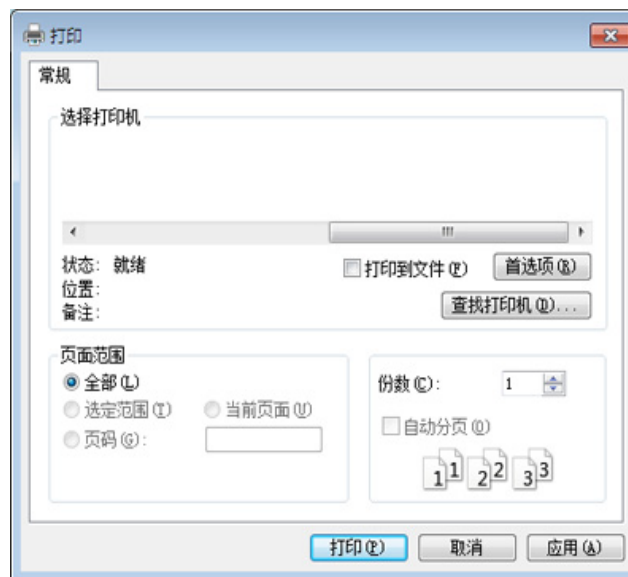 打印
常规
选择打印机
状态: 就绪
打印到文件(F)
首选项(R)
位置:
查找打印机(D)...
备注:
页面范围
全部(L)
选定范围(T)
当前页面(U)
页码(G):
份数(C):
1
自动分页(O)
1 1 2 2 3 3
打印(P)
取消
应用(A)